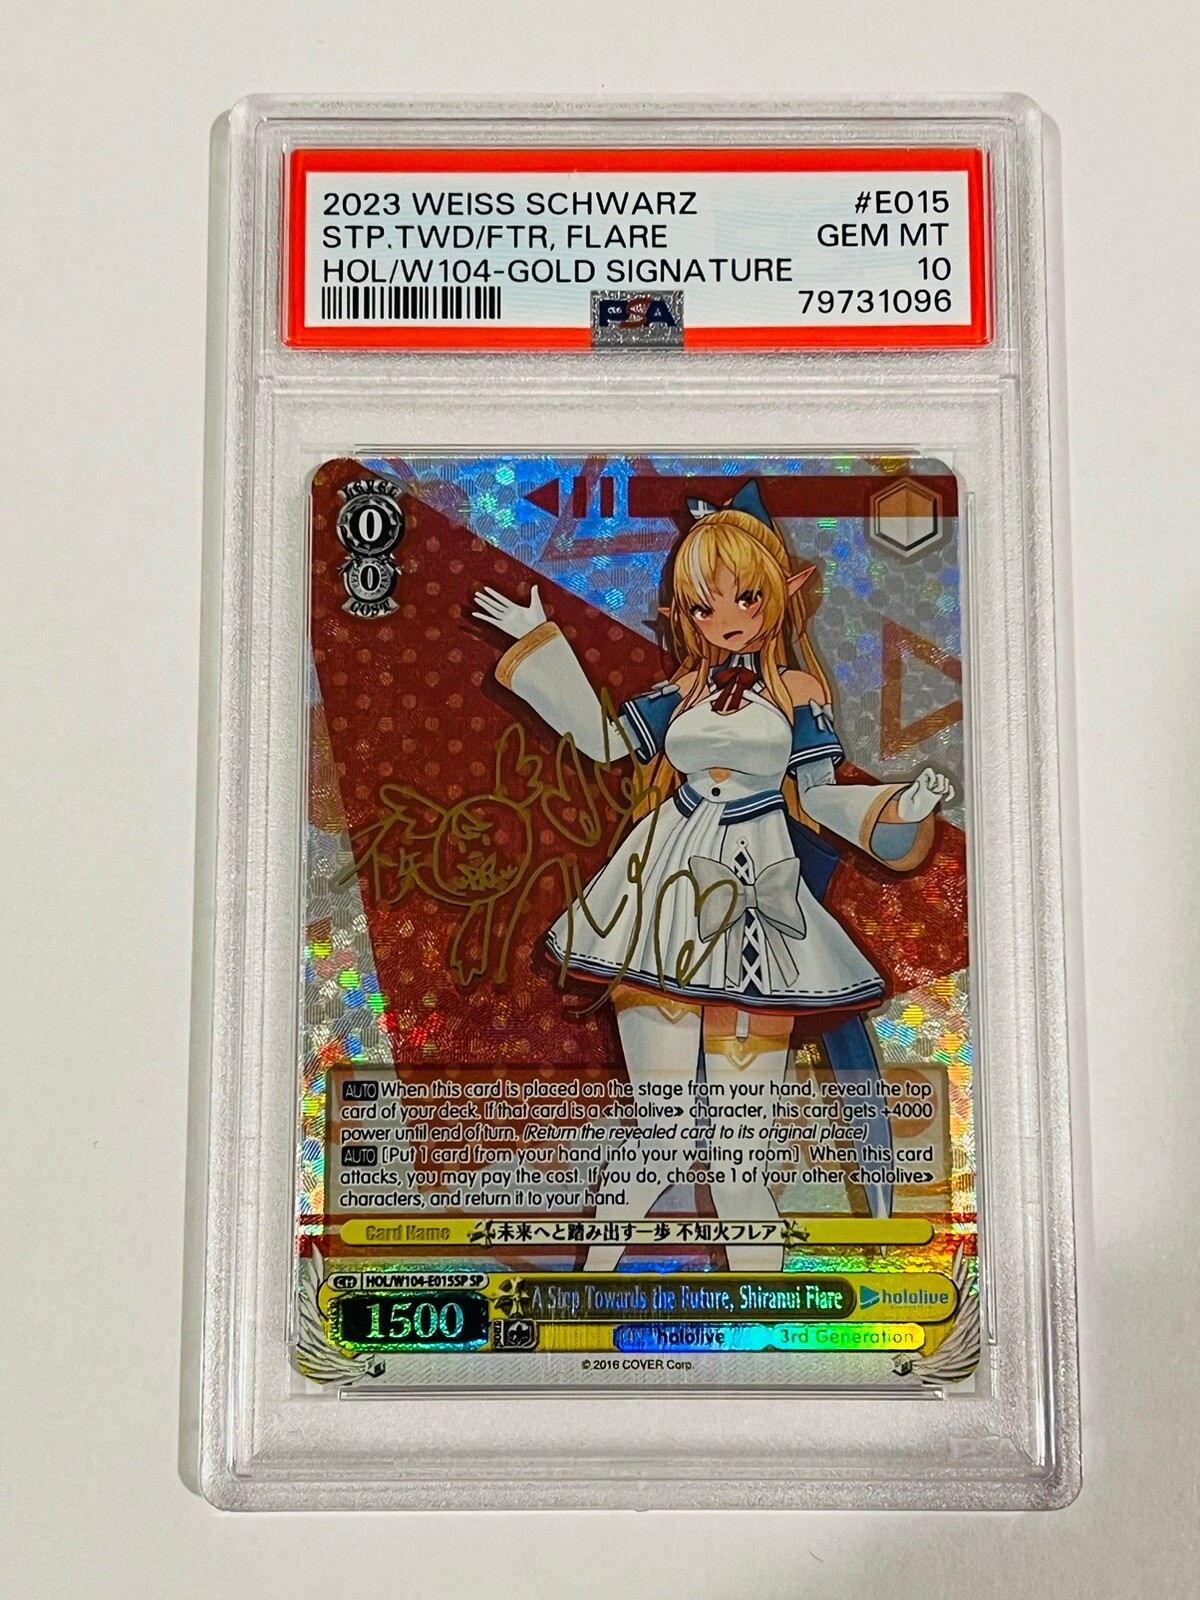 2023 WEISS SCHWARZ #E015
STP.TWD/FTR, FLARE GEM MT
HOL/W104-GOLD SIGNATURE 10
PSA 79731096
LEVEL
0
0
COST
AUTO When this card is placed on the stage from your hand, reveal the top
card of your deck. If that card is a «hololive» character, this card gets +4000
power until end of turn. (Return the revealed card to its original place)
AUTO [Put 1 card from your hand into your waiting room] When this card
attacks, you may pay the cost. If you do, choose 1 of your other «hololive»
characters, and return it to your hand.
Card Name 未来へと踏み出す一歩 不知火フレア
CH HOL/W104-E015SP SP
A Step Towards the Future, Shiranui Flare hololive
1500
hololive 3rd Generation
© 2016 COVER Corp.
PSA